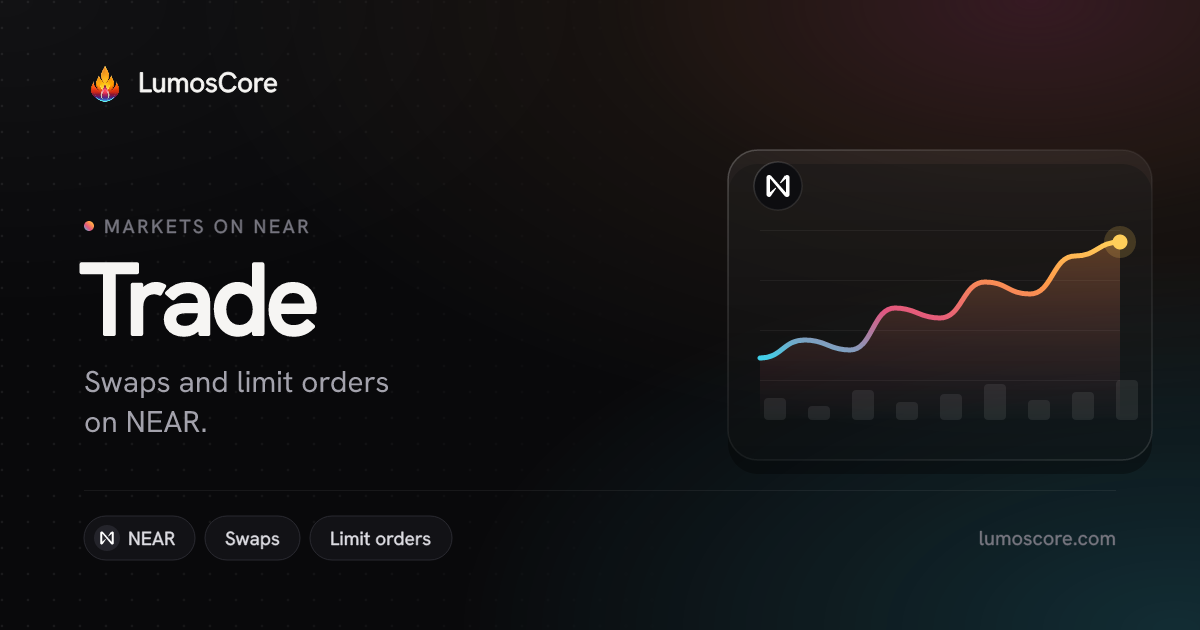 LumosCore
MARKETS ON NEAR
Trade
Swaps and limit orders
on NEAR.
NEAR
Swaps
Limit orders
lumoscore.com